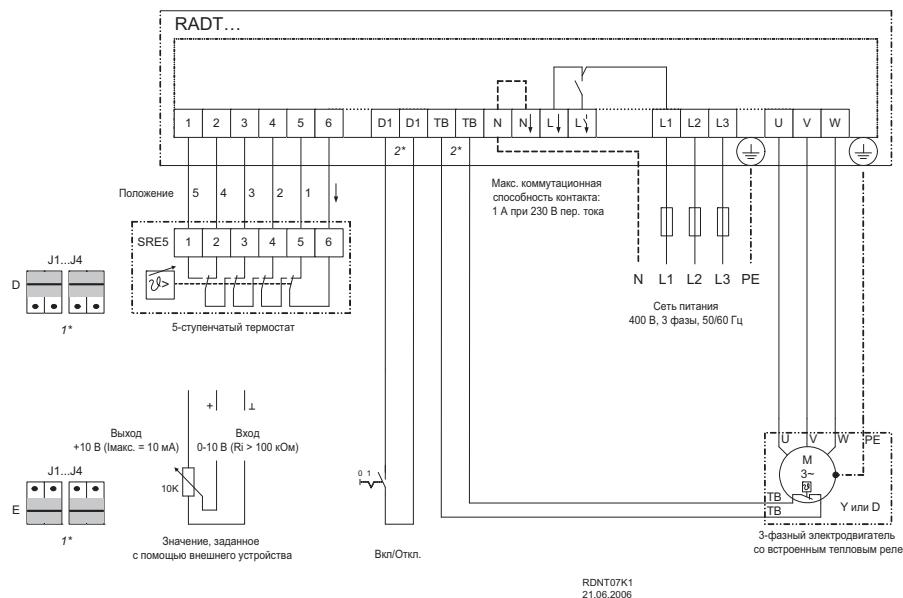 RADT…
1 2 3 4 5 6 D1 D1 TB TB N N L L L1 L2 L3 U V W
2* 2*
Положение 5 4 3 2 1
Макс. коммутационная
способность контакта:
1 А при 230 В пер. тока
SRE5 1 2 3 4 5 6
J1...J4
D
1*
ϑ>
5-ступенчатый термостат
N L1 L2 L3 PE
Сеть питания
400 В, 3 фазы, 50/60 Гц
+ ⊥
Выход
+10 В (Iмакс. = 10 мА)
Вход
0-10 В (Ri > 100 кОм)
J1...J4
E
1*
10K
0 1
U V W PE
M
3~
ϑ
TB
TB
Y или D
Значение, заданное
с помощью внешнего устройства
Вкл/Откл.
3-фазный электродвигатель
со встроенным тепловым реле
RDNT07K1
21.06.2006